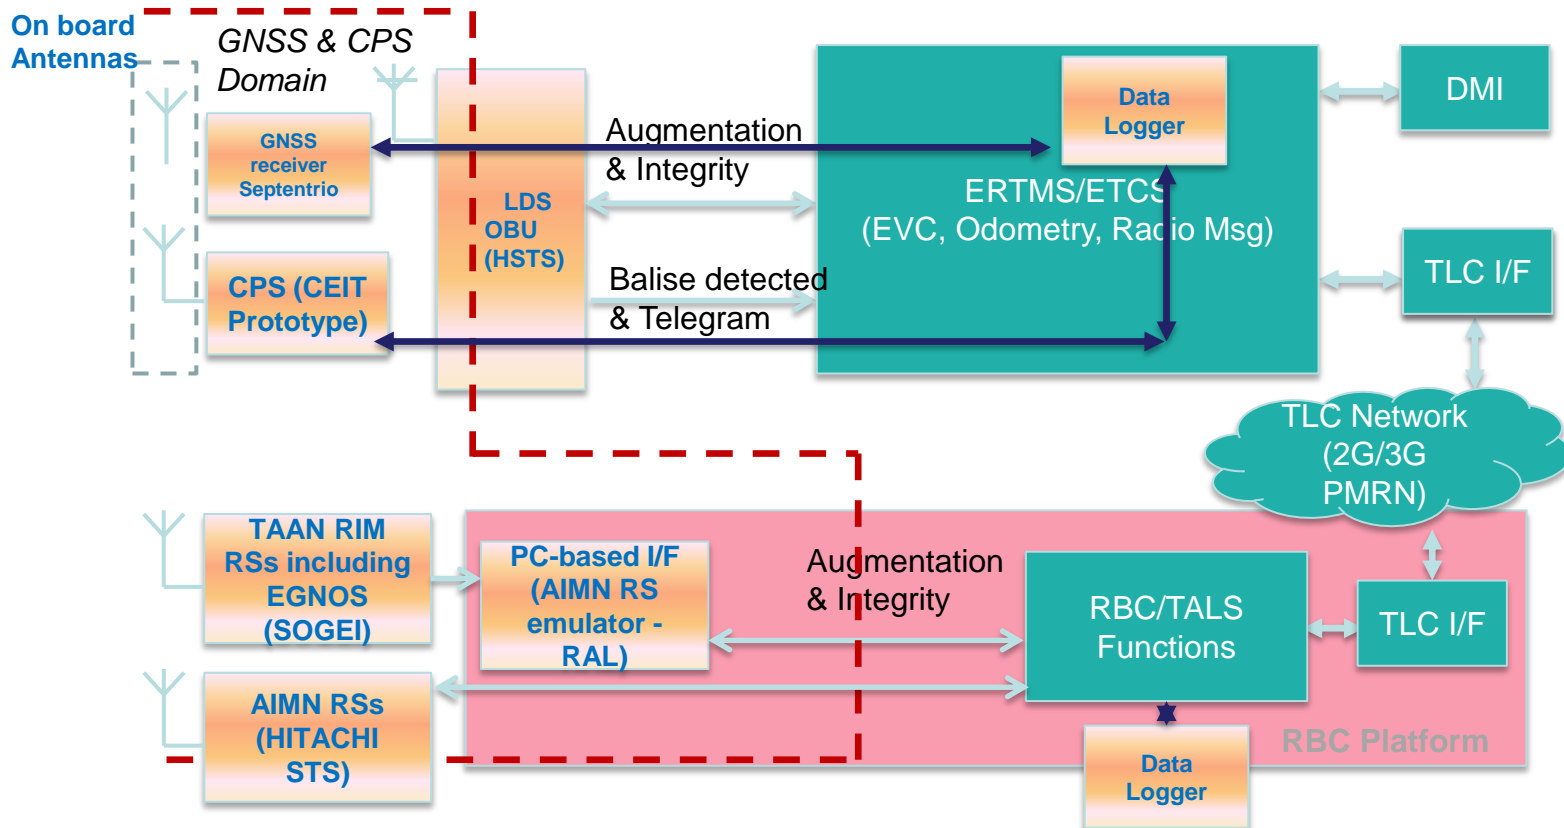 On board
Antennas
GNSS & CPS
Domain
GNSS
receiver
Septentrio
CPS (CEIT
Prototype)
LDS
OBU
(HSTS)
Augmentation
& Integrity
Balise detected
& Telegram
Data
Logger
ERTMS/ETCS
(EVC, Odometry, Radio Msg)
DMI
TLC I/F
TLC Network
(2G/3G
PMRN)
TAAN RIM
RSs including
EGNOS
(SOGEI)
PC-based I/F
(AIMN RS
emulator -
RAL)
Augmentation
& Integrity
RBC/TALS
Functions
TLC I/F
AIMN RSs
(HITACHI
STS)
RBC Platform
Data
Logger